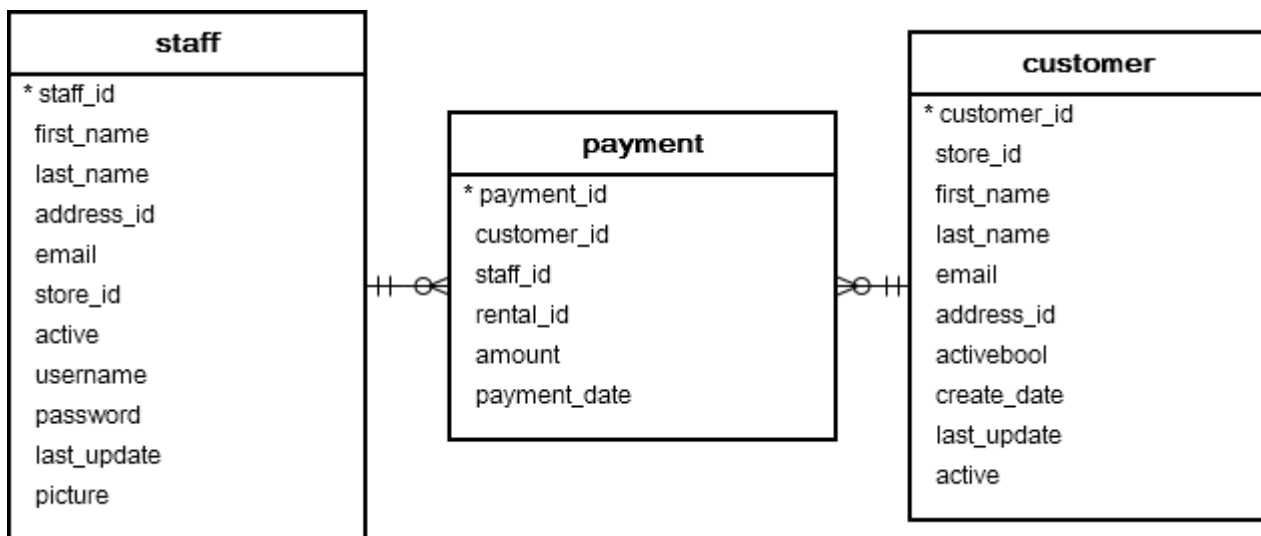 staff
* staff_id
first_name
last_name
address_id
email
store_id
active
username
password
last_update
picture
payment
* payment_id
customer_id
staff_id
rental_id
amount
payment_date
customer
* customer_id
store_id
first_name
last_name
email
address_id
activebool
create_date
last_update
active